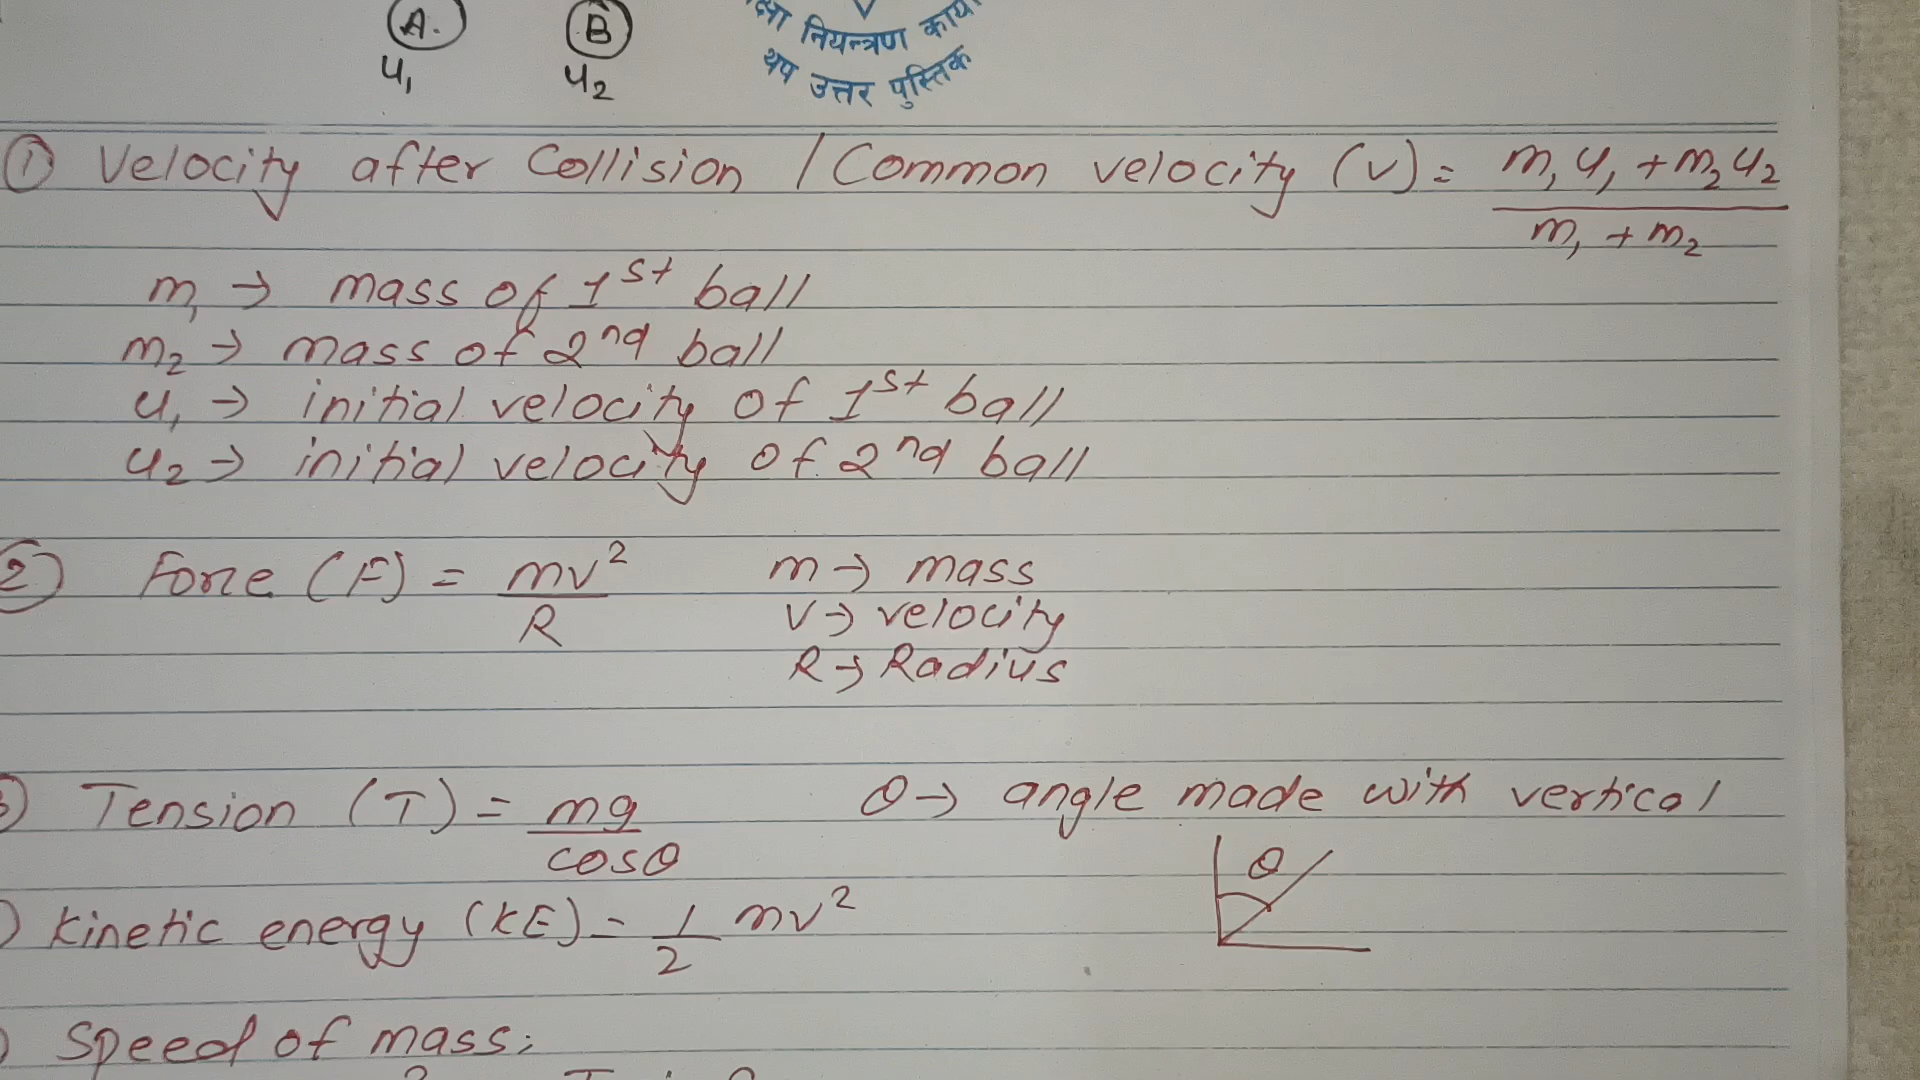 A. B
u₁ u₂
नियन्त्रण
थप उत्तर पुस्तिक
① Velocity after Collision / Common velocity (v) = m₁u₁ + m₂u₂ / m₁ + m₂
m₁ → mass of 1st ball
m₂ → mass of 2nd ball
u₁ → initial velocity of 1st ball
u₂ → initial velocity of 2nd ball
② Force (F) = mv² / R m → mass
v → velocity
R → Radius
Tension (T) = mg / cosθ θ → angle made with vertical
θ
Kinetic energy (KE) = 1/2 mv²
Speed of mass: